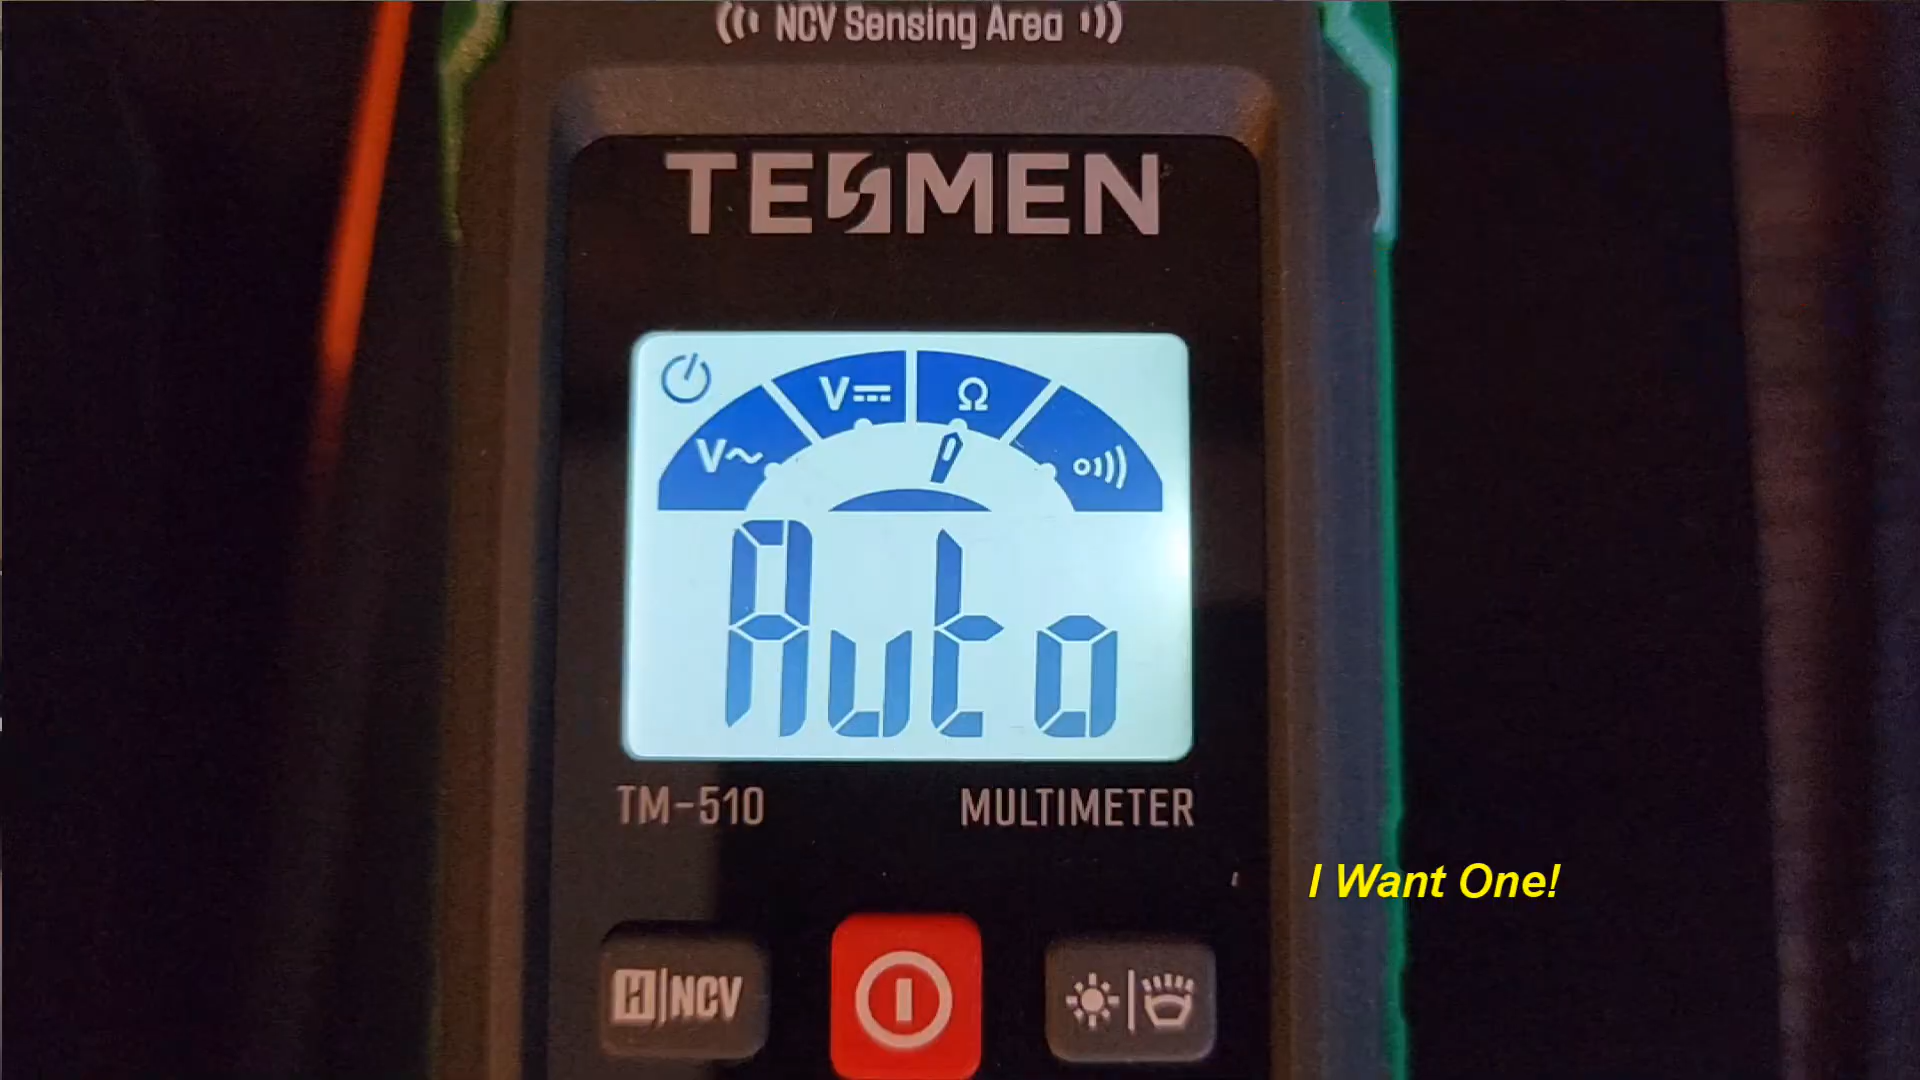 NCV Sensing Area
TESMEN
V~
V⎓
Ω
Auto
TM-510
MULTIMETER
I Want One!
H|NCV